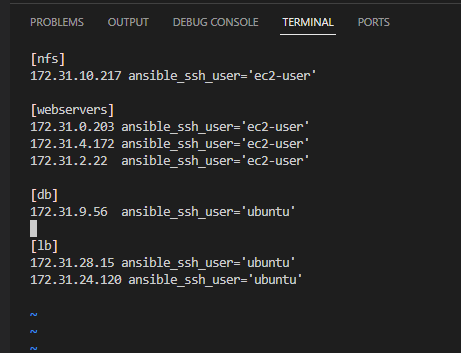 PROBLEMS OUTPUT DEBUG CONSOLE TERMINAL PORTS
[nfs]
172.31.10.217 ansible_ssh_user='ec2-user'
[webservers]
172.31.0.203 ansible_ssh_user='ec2-user'
172.31.4.172 ansible_ssh_user='ec2-user'
172.31.2.22  ansible_ssh_user='ec2-user'
[db]
172.31.9.56  ansible_ssh_user='ubuntu'
[lb]
172.31.28.15 ansible_ssh_user='ubuntu'
172.31.24.120 ansible_ssh_user='ubuntu'
~
~
~